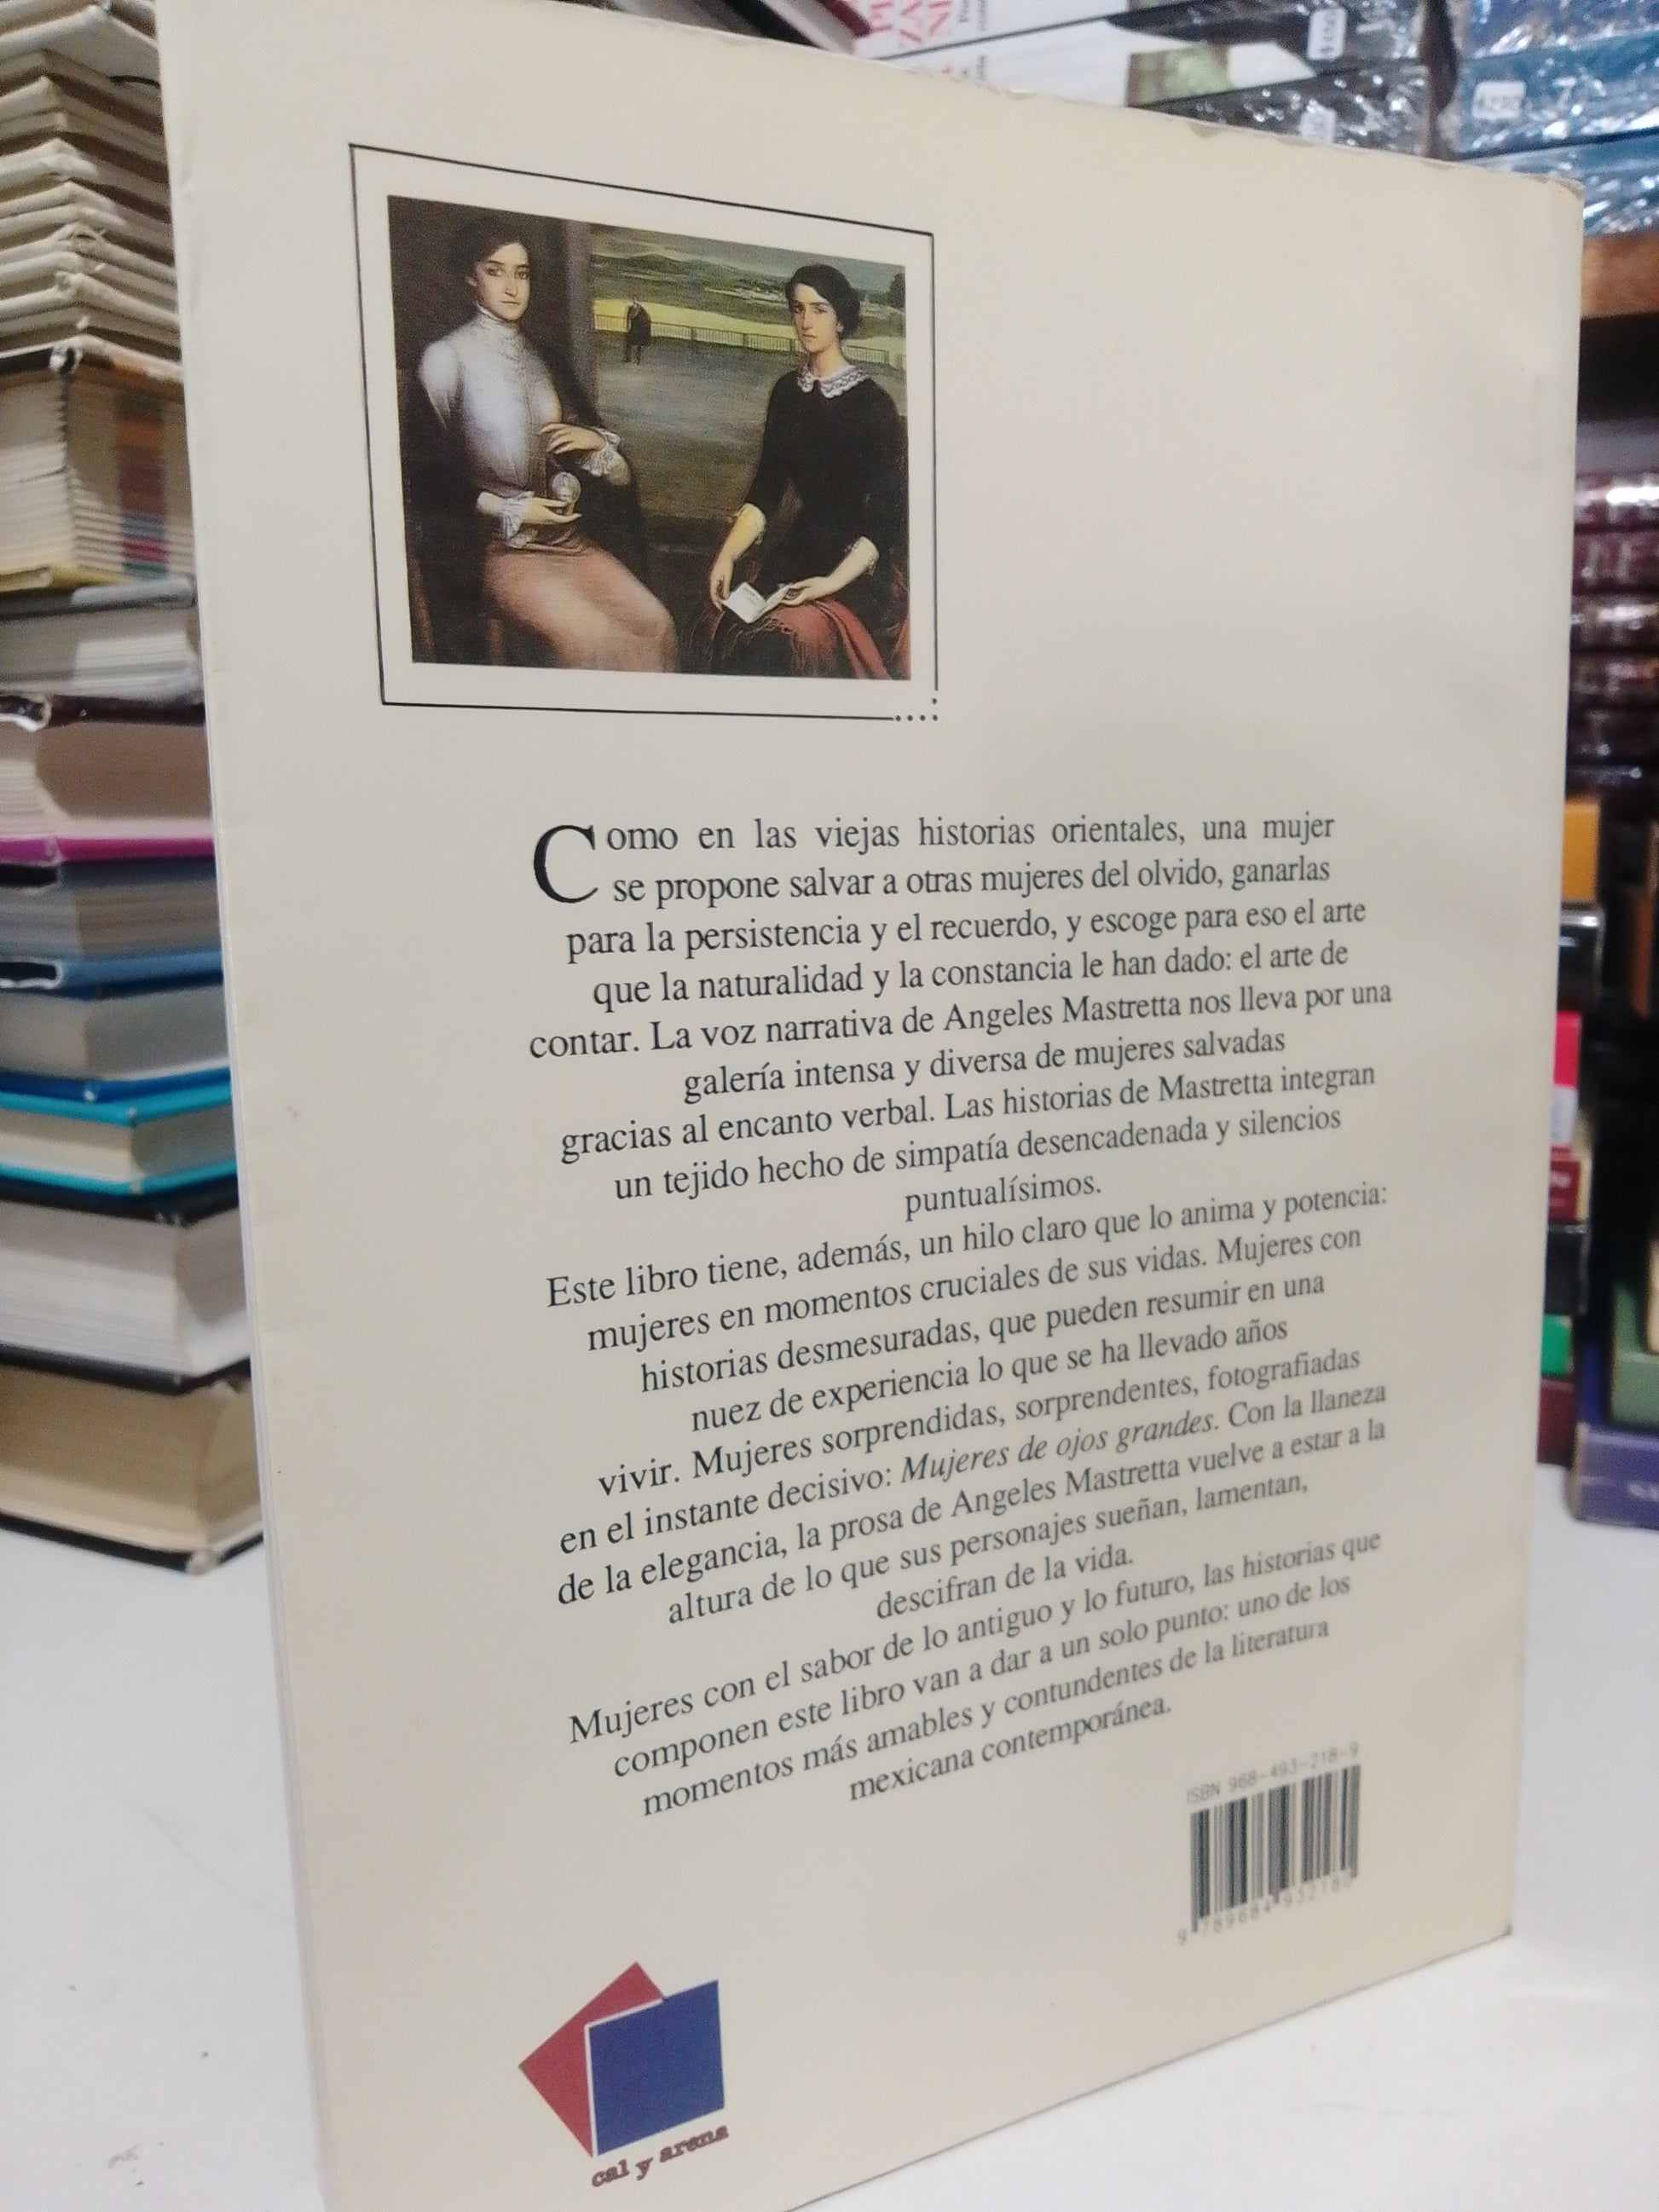 Como en las viejas historias orientales, una mujer
se propone salvar a otras mujeres del olvido, ganarlas
para la persistencia y el recuerdo, y escoge para eso el arte
que la naturalidad y la constancia le han dado: el arte de
contar. La voz narrativa de Angeles Mastretta nos lleva por una
galería intensa y diversa de mujeres salvadas
gracias al encanto verbal. Las historias de Mastretta integran
un tejido hecho de simpatía desencadenada y silencios
puntualísimos.
Este libro tiene, además, un hilo claro que lo anima y potencia:
mujeres en momentos cruciales de sus vidas. Mujeres con
historias desmesuradas, que pueden resumir en una
nuez de experiencia lo que se ha llevado años
vivir. Mujeres sorprendidas, sorprendentes, fotografiadas
en el instante decisivo: Mujeres de ojos grandes. Con la llaneza
de la elegancia, la prosa de Angeles Mastretta vuelve a estar a la
altura de lo que sus personajes sueñan, lamentan,
descifran de la vida.
Mujeres con el sabor de lo antiguo y lo futuro, las historias que
componen este libro van a dar a un solo punto: uno de los
momentos más amables y contundentes de la literatura
mexicana contemporánea.
ISBN 968-493-218-9
9 789684 932180
cal y arena